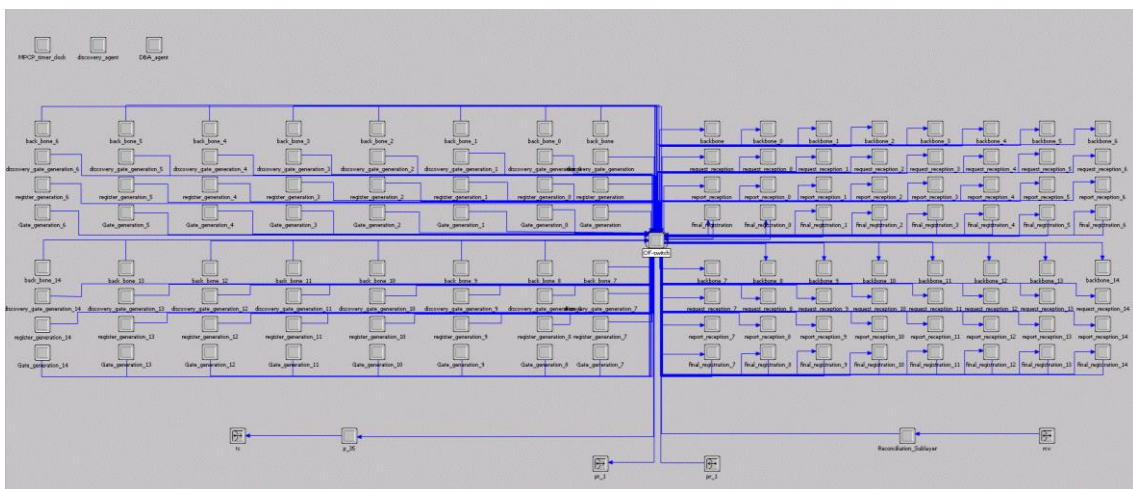 MPCP_timer_clock discovery_agent DBA_agent
back_bone_6 back_bone_5 back_bone_4 back_bone_3 back_bone_2 back_bone_1 back_bone_0 back_bone backbone backbone_0 backbone_1 backbone_2 backbone_3 backbone_4 backbone_5 backbone_6
discovery_gate_generation_6 discovery_gate_generation_5 discovery_gate_generation_4 discovery_gate_generation_3 discovery_gate_generation_2 discovery_gate_generation_1 request_reception request_reception_0 request_reception_1 request_reception_2 request_reception_3 request_reception_4 request_reception_5 request_reception_6
register_generation_6 register_generation_5 register_generation_4 register_generation_3 register_generation_2 register_generation_1 register_generation_0 register_generation report_reception report_reception_0 report_reception_1 report_reception_2 report_reception_3 report_reception_4 report_reception_5 report_reception_6
Gate_generation_6 Gate_generation_5 Gate_generation_4 Gate_generation_3 Gate_generation_2 Gate_generation_1 Gate_generation_0 Gate_generation final_registration final_registration_0 final_registration_1 final_registration_2 final_registration_3 final_registration_4 final_registration_5 final_registration_6
back_bone_14 back_bone_13 back_bone_12 back_bone_11 back_bone_10 back_bone_9 back_bone_8 back_bone_7 backbone_7 backbone_8 backbone_9 backbone_10 backbone_11 backbone_12 backbone_13 backbone_14
discovery_gate_generation_14 discovery_gate_generation_13 discovery_gate_generation_12 discovery_gate_generation_11 discovery_gate_generation_10 discovery_gate_generation_9 request_reception_7 request_reception_8 request_reception_9 request_reception_10 request_reception_11 request_reception_12 request_reception_13 request_reception_14
register_generation_14 register_generation_13 register_generation_12 register_generation_11 register_generation_10 register_generation_9 register_generation_8 register_generation_7 report_reception_7 report_reception_8 report_reception_9 report_reception_10 report_reception_11 report_reception_12 report_reception_13 report_reception_14
Gate_generation_14 Gate_generation_13 Gate_generation_12 Gate_generation_11 Gate_generation_10 Gate_generation_9 Gate_generation_8 Gate_generation_7 final_registration_7 final_registration_8 final_registration_9 final_registration_10 final_registration_11 final_registration_12 final_registration_13 final_registration_14
p_35 Reconciliation_Sublayer